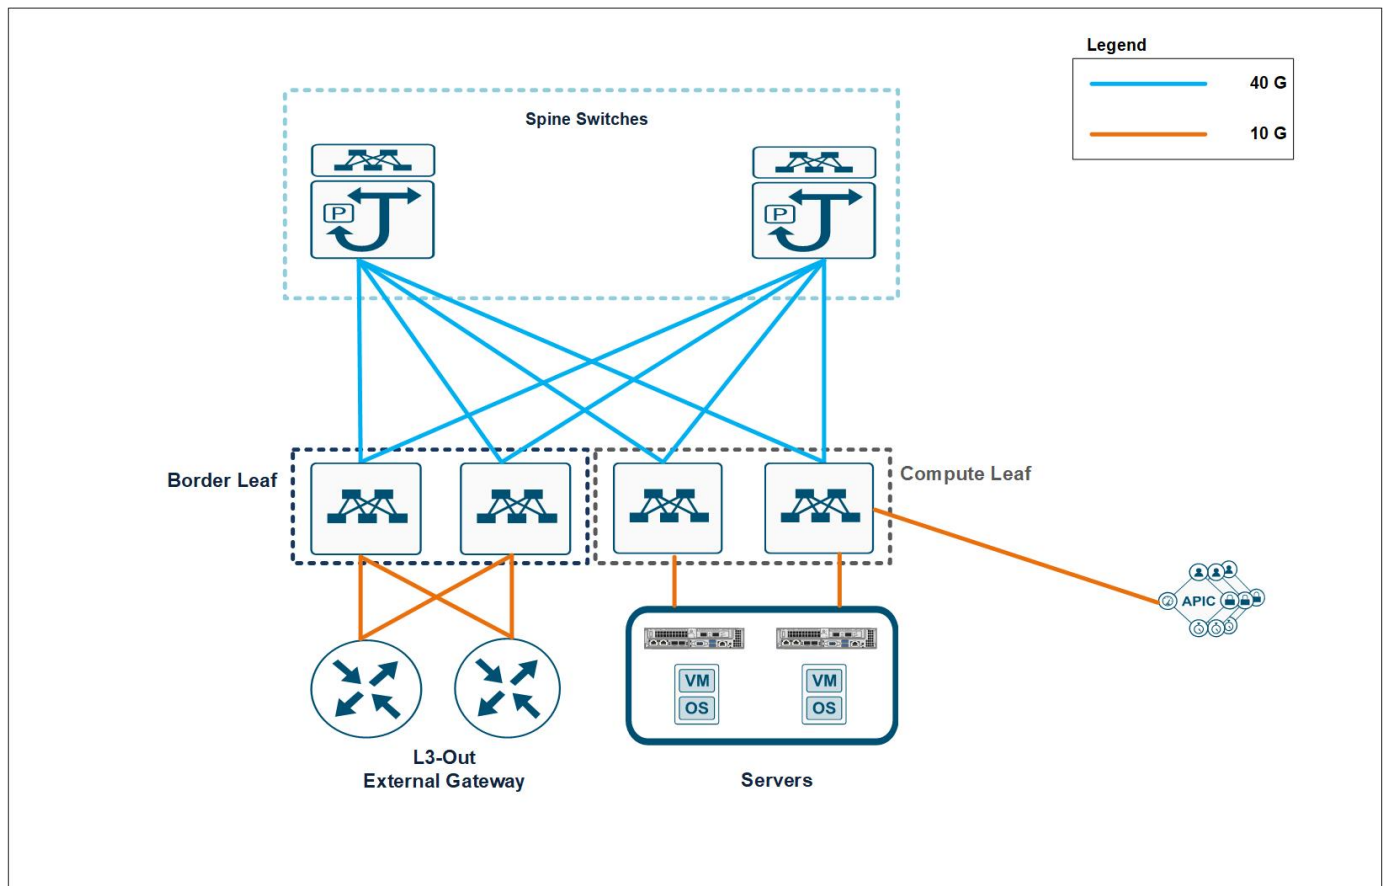 Legend
40 G
10 G
Spine Switches
P
P
Border Leaf
Compute Leaf
APIC
VM
OS
VM
OS
L3-Out
External Gateway
Servers